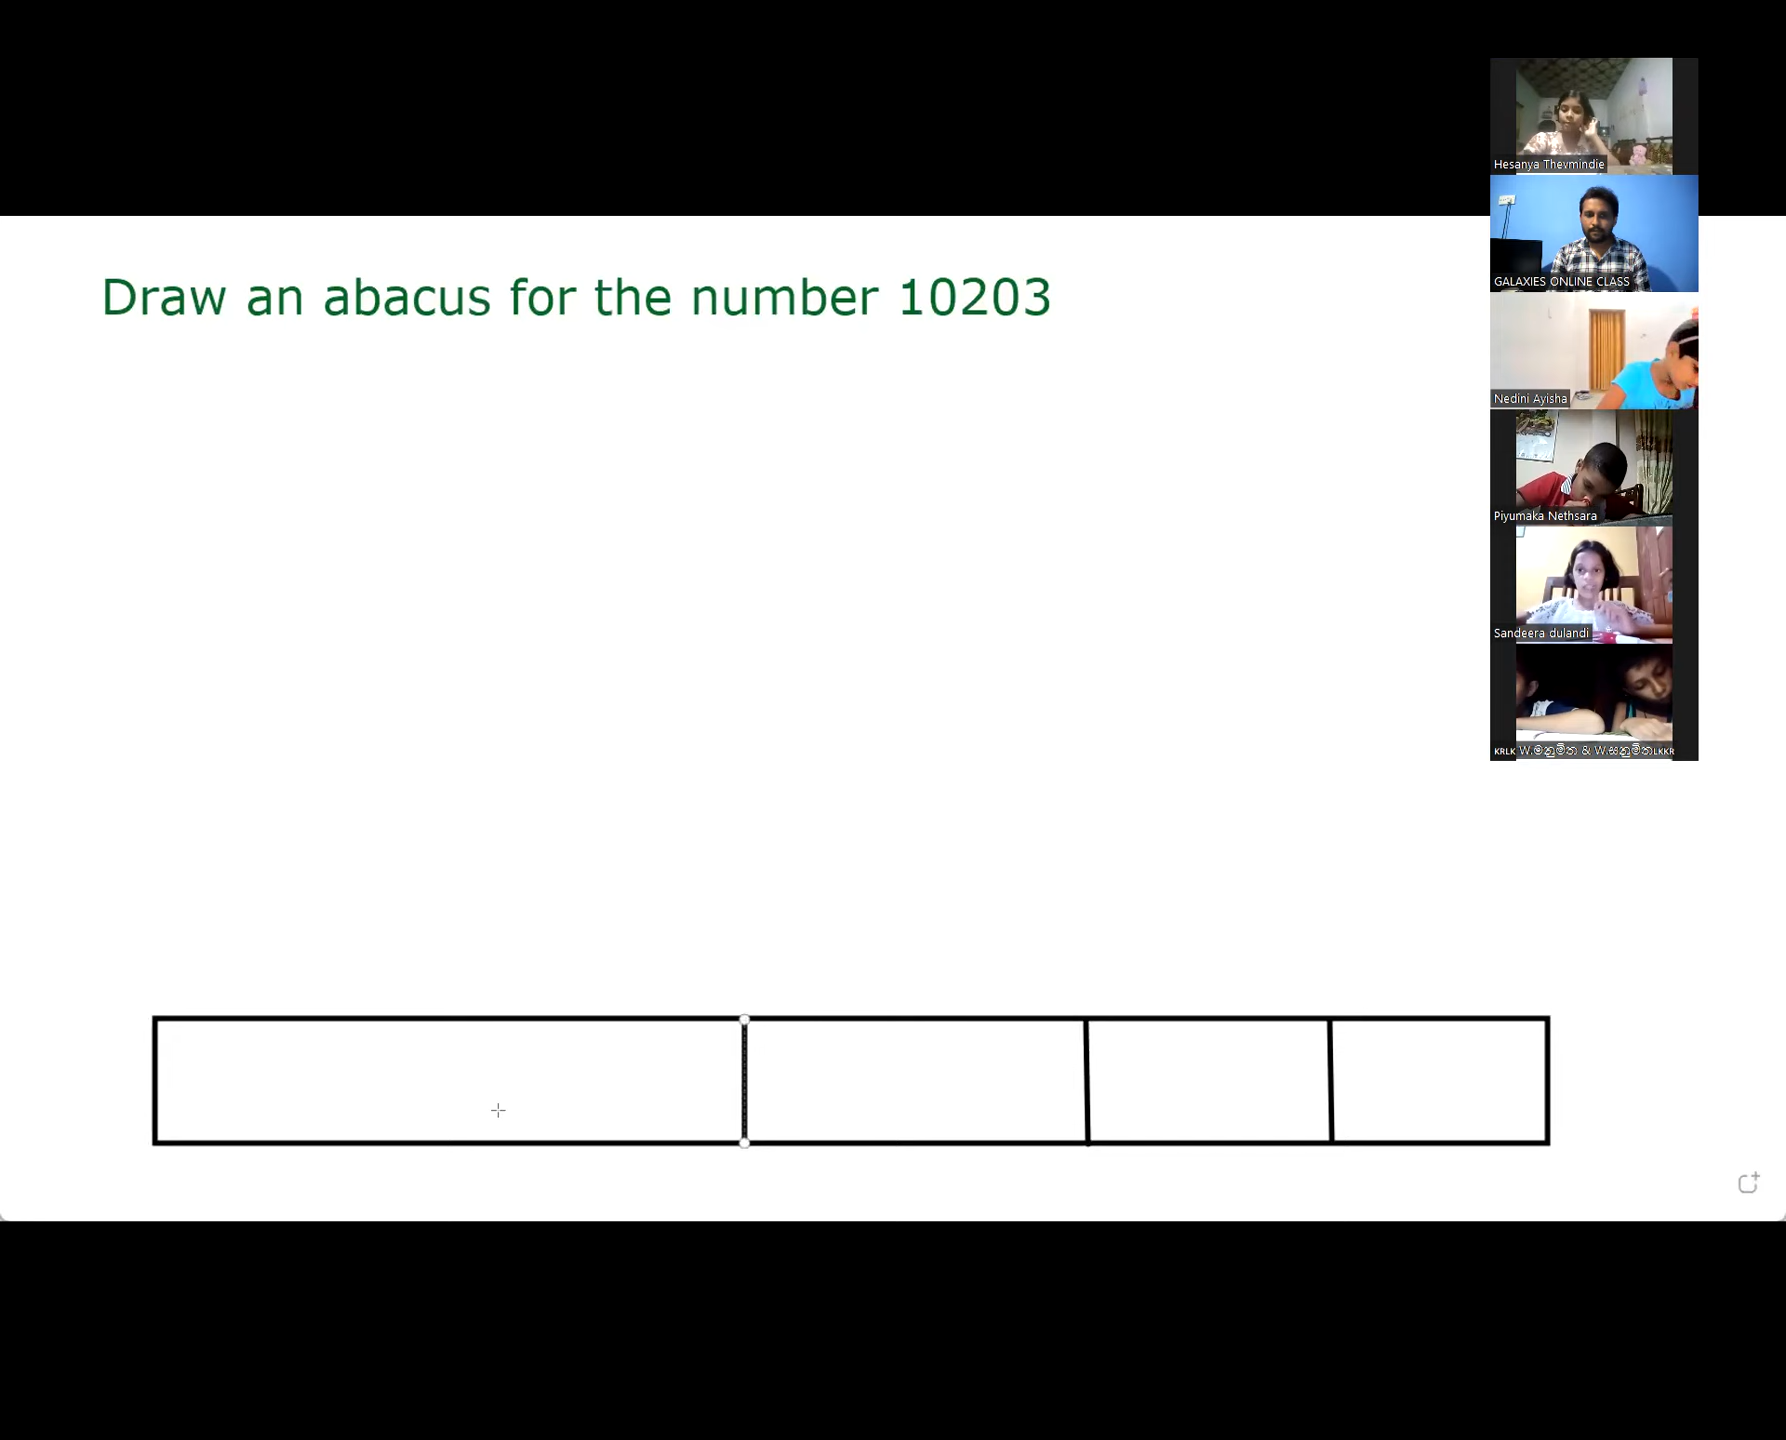 Draw an abacus for the number 10203
Hesanya Thevmindie
GALAXIES ONLINE CLASS
Nedini Ayisha
Piyumaka Nethsara
Sandeera dulandi
KRLK W.මනුමිත & W.සනුමිතLKKR